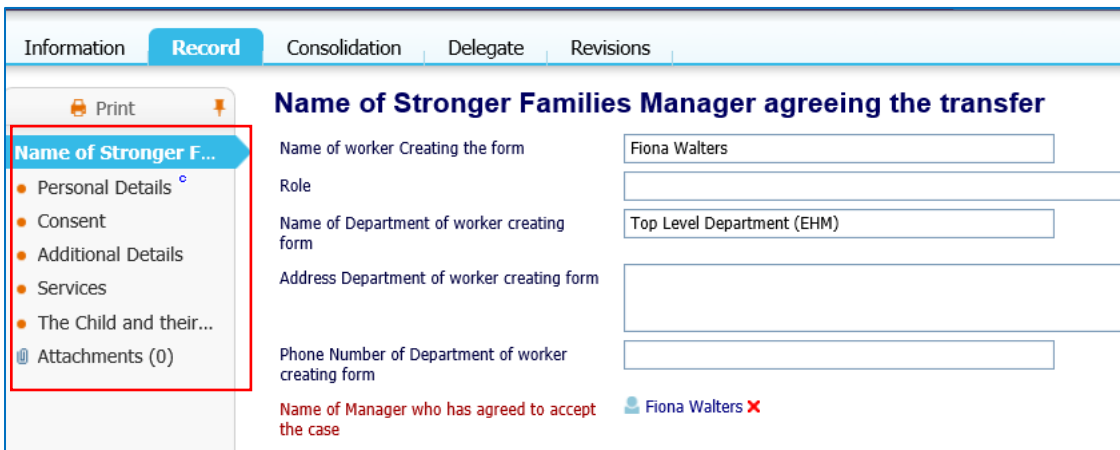 Information Record Consolidation Delegate Revisions
Print
Name of Stronger F...
Personal Details c
Consent
Additional Details
Services
The Child and their...
Attachments (0)
Name of Stronger Families Manager agreeing the transfer
Name of worker Creating the form Fiona Walters
Role
Name of Department of worker creating Top Level Department (EHM)
form
Address Department of worker creating form
Phone Number of Department of worker
creating form
Name of Manager who has agreed to accept Fiona Walters
the case